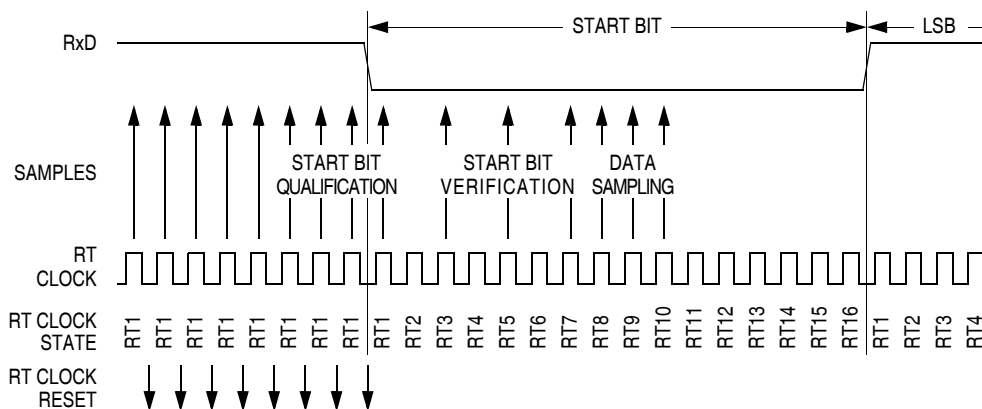 START BIT
LSB
RxD
SAMPLES
START BIT
QUALIFICATION
START BIT
VERIFICATION
DATA
SAMPLING
RT
CLOCK
RT CLOCK
STATE
RT1 RT1 RT1 RT1 RT1 RT1 RT1 RT1 RT1 RT2 RT3 RT4 RT5 RT6 RT7 RT8 RT9 RT10 RT11 RT12 RT13 RT14 RT15 RT16 RT1 RT2 RT3 RT4
RT CLOCK
RESET